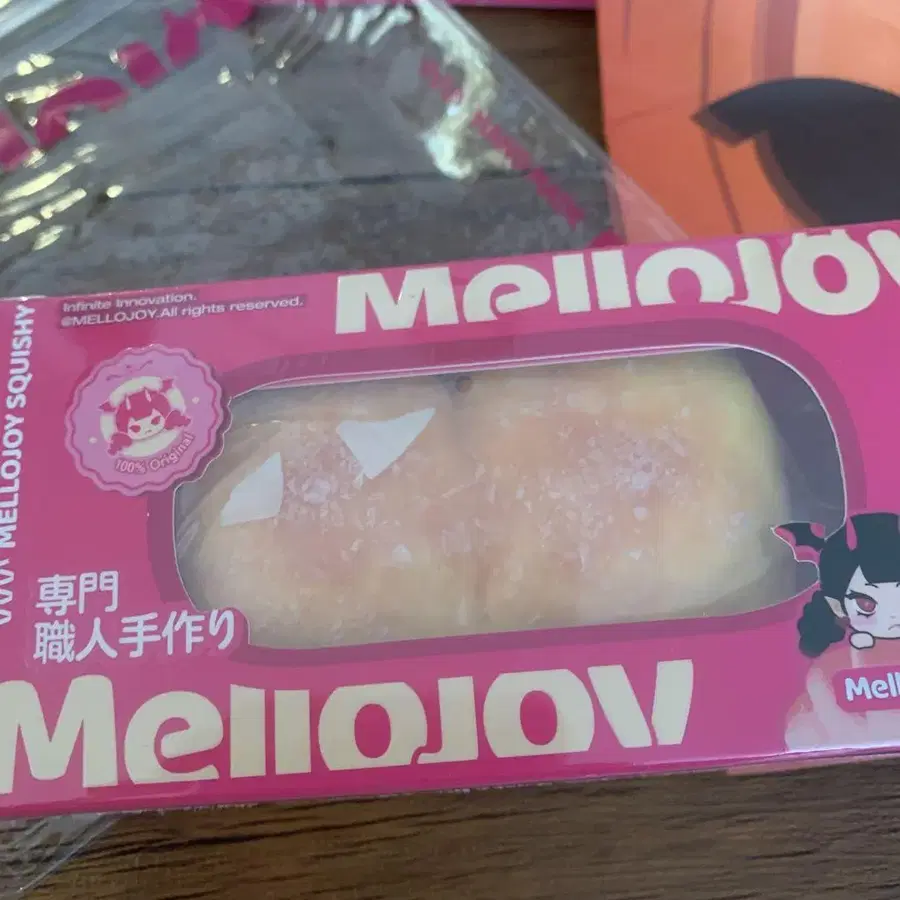 Infinite Innovation.
@MELLOJOY.All rights reserved.
MELLOJOY
MELLOJOY SQUISHY
100% Original
専門
職人手作り
MELLOJOY
Mell